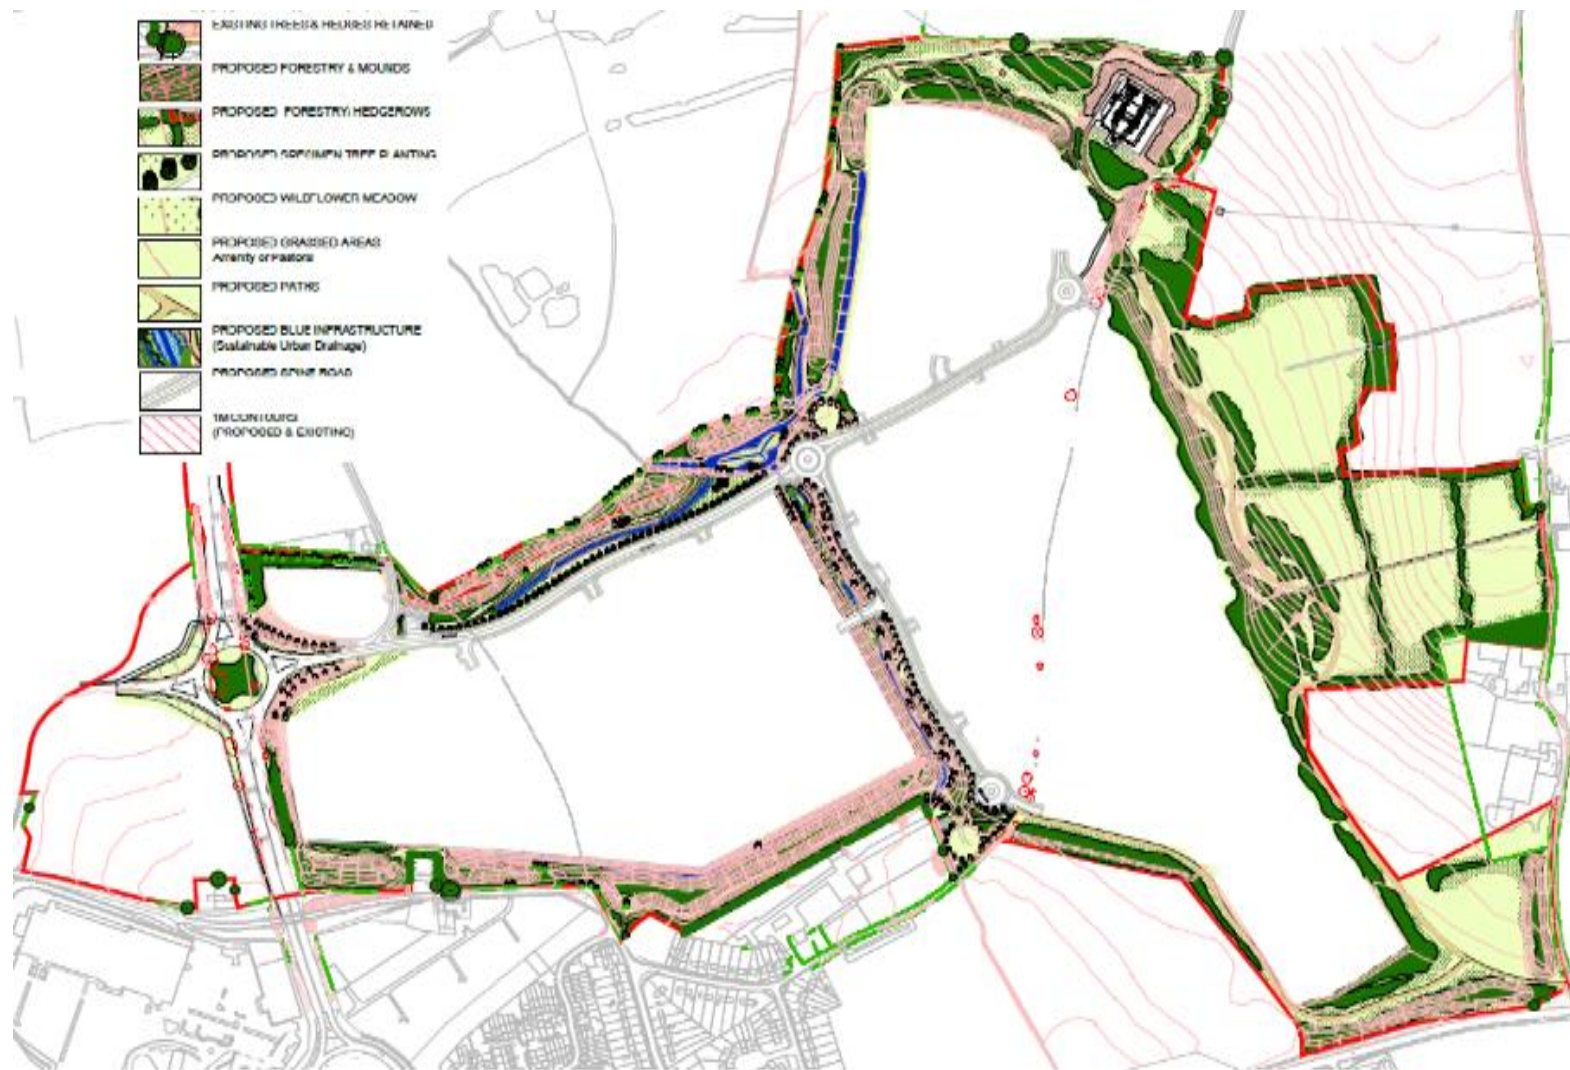 EXISTING TREES & HEDGES RETAINED
PROPOSED FORESTRY & MOUNDS
PROPOSED FORESTRY/HEDGEROWS
PROPOSED SPECIMEN TREE PLANTING
PROPOSED WILDFLOWER MEADOW
PROPOSED GRASSED AREAS
Amenity or Pastoral
PROPOSED PATHS
PROPOSED BLUE INFRASTRUCTURE
(Sustainable Urban Drainage)
PROPOSED SPINE ROAD
1M CONTOURS
(PROPOSED & EXISTING)